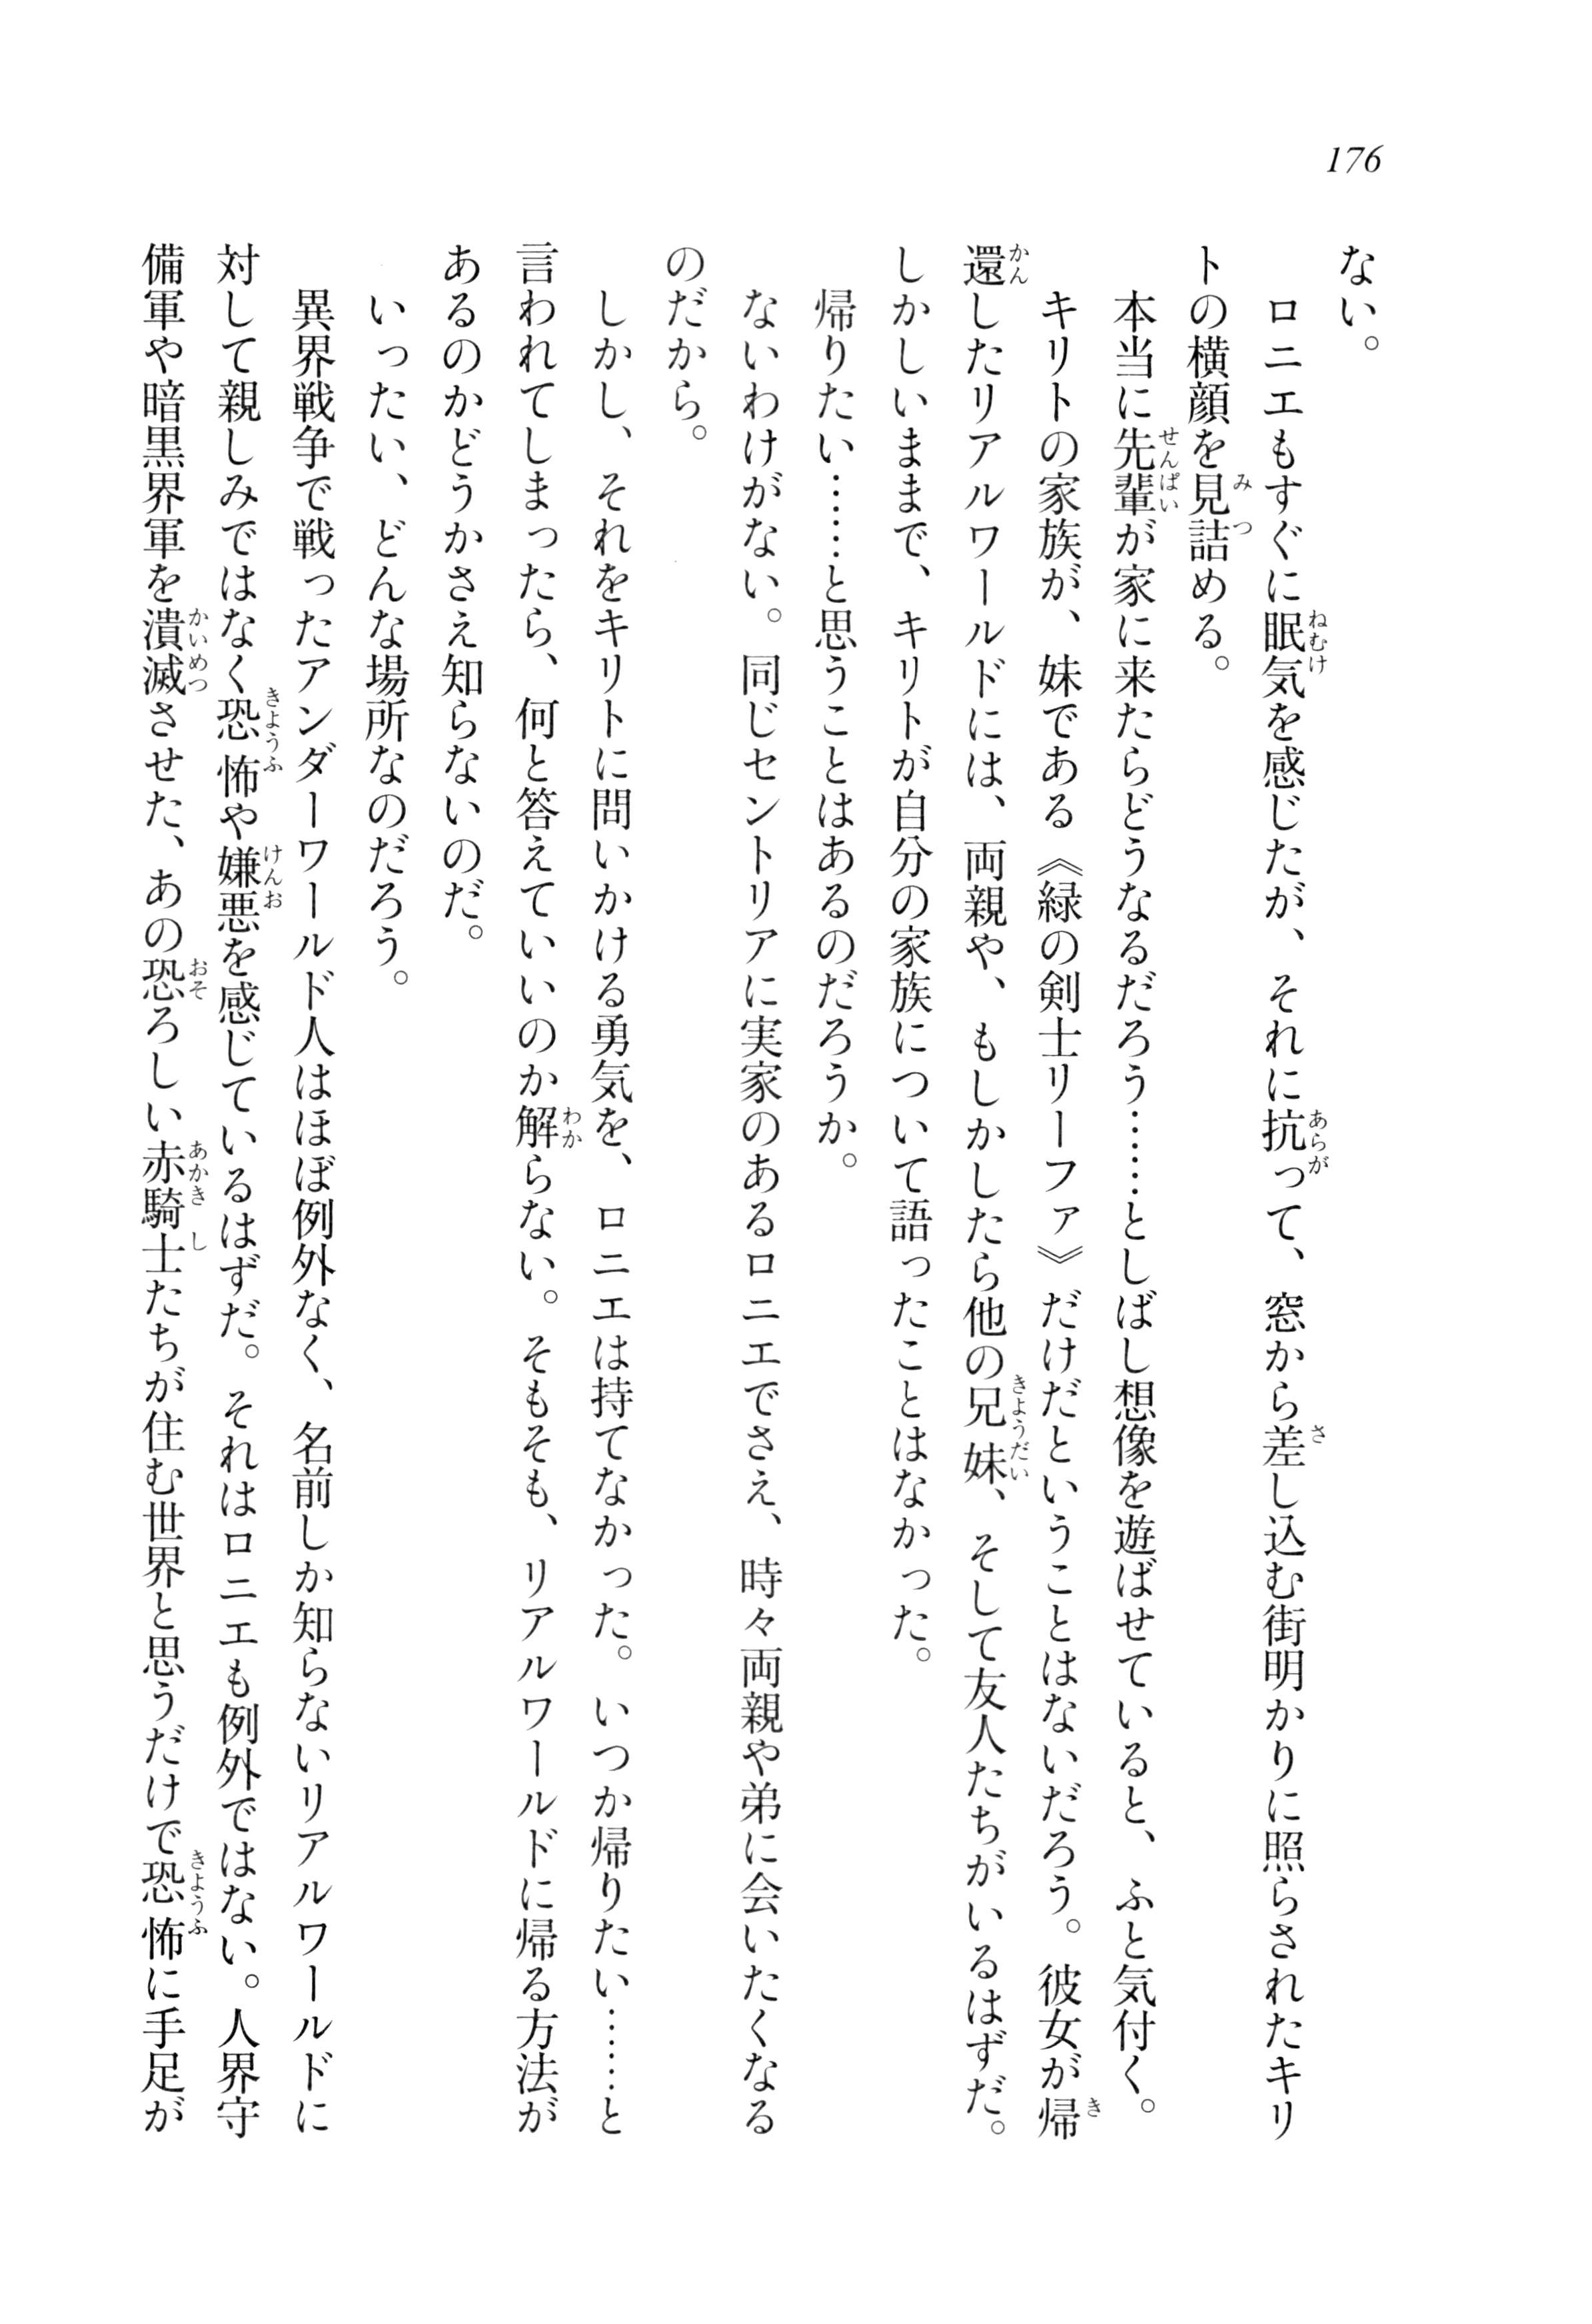 176
ない。
　ロニエもすぐに眠気を感じたが、それに抗って、窓から差し込む街明かりに照らされたキリ
トの横顔を見詰める。
　本当に先輩が家に来たらどうなるだろう……としばし想像を遊ばせていると、ふと気付く。
　キリトの家族が、妹である《緑の剣士リーファ》だけだということはないだろう。彼女が帰
還したリアルワールドには、両親や、もしかしたら他の兄妹、そして友人たちがいるはずだ。
しかしいままで、キリトが自分の家族について語ったことはなかった。
　帰りたい……と思うことはあるのだろうか。
　ないわけがない。同じセントリアに実家のあるロニエでさえ、時々両親や弟に会いたくなる
のだから。
　しかし、それをキリトに問いかける勇気を、ロニエは持てなかった。いつか帰りたい……と
言われてしまったら、何と答えていいのか解らない。そもそも、リアルワールドに帰る方法が
あるのかどうかさえ知らないのだ。
　いったい、どんな場所なのだろう。
　異界戦争で戦ったアンダーワールド人はほぼ例外なく、名前しか知らないリアルワールドに
対して親しみではなく恐怖や嫌悪を感じているはずだ。それはロニエも例外ではない。人界守
備軍や暗黒界軍を潰滅させた、あの恐ろしい赤騎士たちが住む世界と思うだけで恐怖に手足が